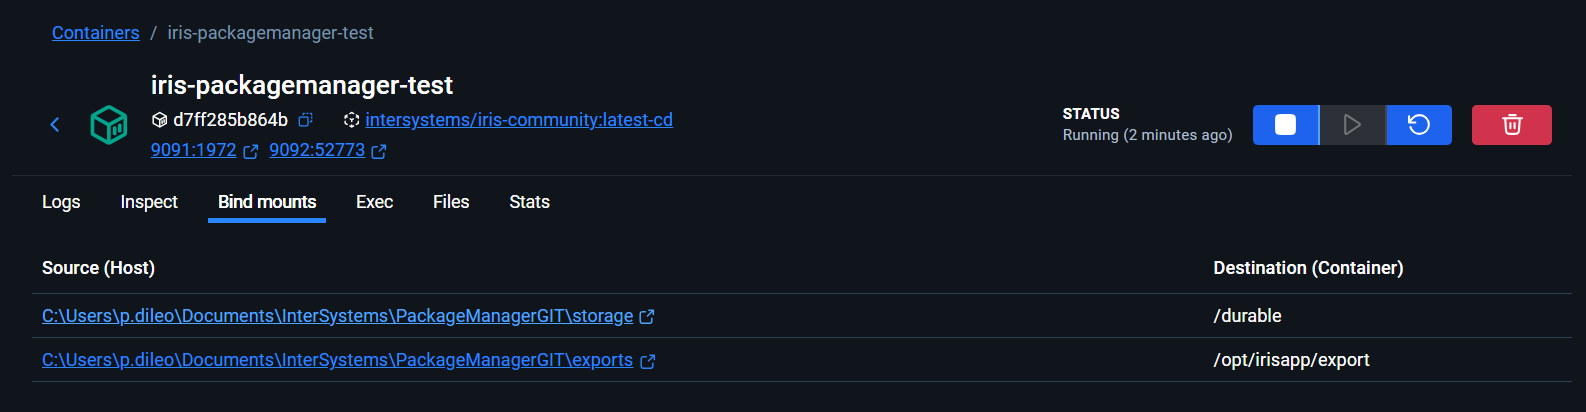 Containers / iris-packagemanager-test
iris-packagemanager-test
d7ff285b864b intersystems/iris-community:latest-cd
9091:1972 9092:52773
STATUS
Running (2 minutes ago)
Logs Inspect Bind mounts Exec Files Stats
Source (Host) Destination (Container)
C:\Users\p.dileo\Documents\InterSystems\PackageManagerGIT\storage /durable
C:\Users\p.dileo\Documents\InterSystems\PackageManagerGIT\exports /opt/irisapp/export